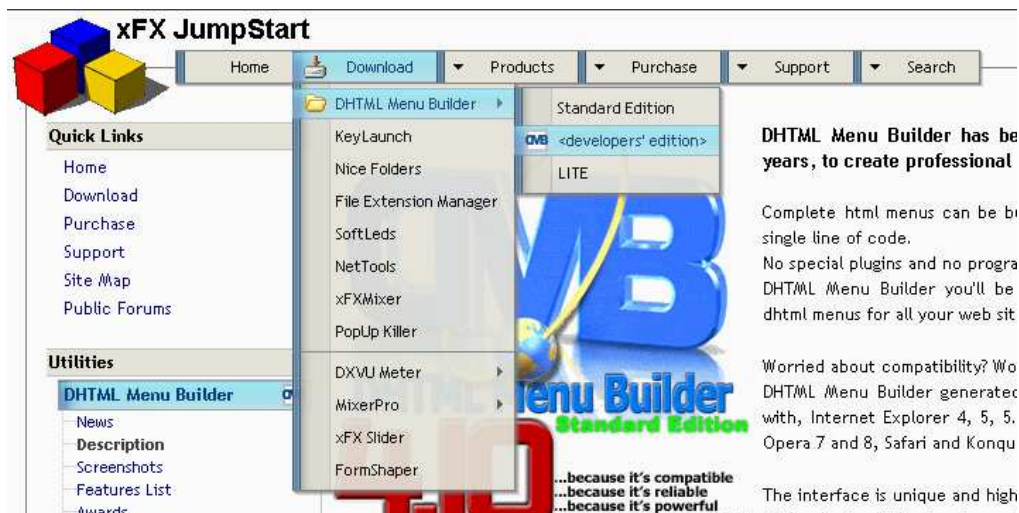 xFX JumpStart
Home Download Products Purchase Support Search
DHTML Menu Builder
KeyLaunch
Nice Folders
File Extension Manager
SoftLeds
NetTools
xFXMixer
PopUp Killer
DXVU Meter
MixerPro
xFX Slider
FormShaper
Standard Edition
DMB <developers' edition>
LITE
Quick Links
Home
Download
Purchase
Support
Site Map
Public Forums
Utilities
DHTML Menu Builder
News
Description
Screenshots
Features List
Awards
DMB
Menu Builder
Standard Edition
...because it's compatible
...because it's reliable
...because it's powerful
DHTML Menu Builder has be
years, to create professional
Complete html menus can be bu
single line of code.
No special plugins and no progra
DHTML Menu Builder you'll be
dhtml menus for all your web sit
Worried about compatibility? Wo
DHTML Menu Builder generated
with, Internet Explorer 4, 5, 5.
Opera 7 and 8, Safari and Konqu
The interface is unique and high